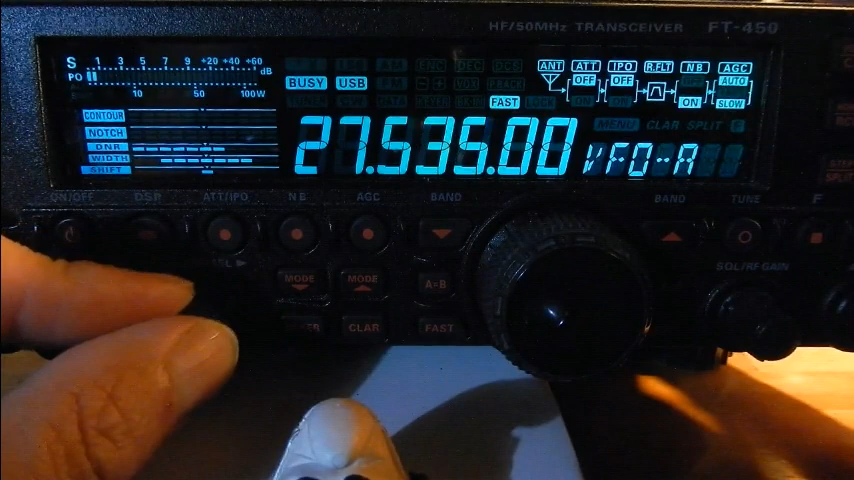 HF/50MHz TRANSCEIVER FT-450
S 1 3 5 7 9 +20 +40 +60 dB
PO
10 50 100W
BUSY USB
FAST LOCK
ANT ATT IPO R.FLT NB AGC
OFF OFF AUTO
ON SLOW
CONTOUR
NOTCH
DNR
WIDTH
SHIFT
MENU CLAR SPLIT
27.535.00 VFO-A
ON/OFF DSP ATT/IPO NB AGC BAND BAND TUNE F
MODE MODE A=B
CLAR FAST
SQL/RF GAIN